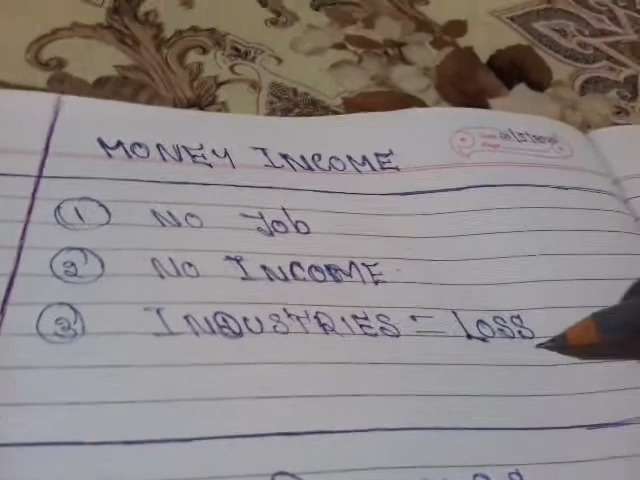 MONEY INCOME
① No Job
② No INCOME
③ INDUSTRIES = LOSS